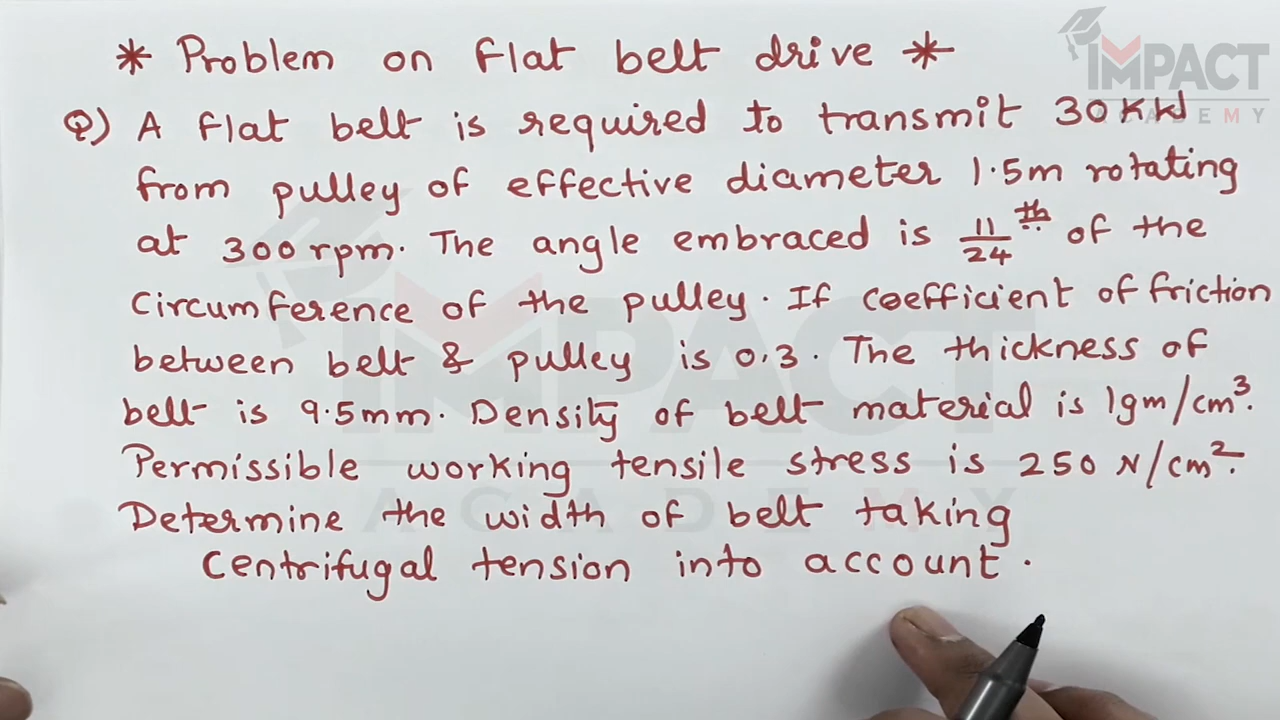 * Problem on flat belt drive *
IMPACT
ACADEMY
Q) A flat belt is required to transmit 30 KW
from pulley of effective diameter 1.5m rotating
at 300 rpm. The angle embraced is 11/24 th of the
circumference of the pulley. If coefficient of friction
between belt & pulley is 0.3. The thickness of
belt is 9.5mm. Density of belt material is 1gm/cm³.
Permissible working tensile stress is 250 N/cm².
Determine the width of belt taking
centrifugal tension into account.
IMPACT
ACADEMY